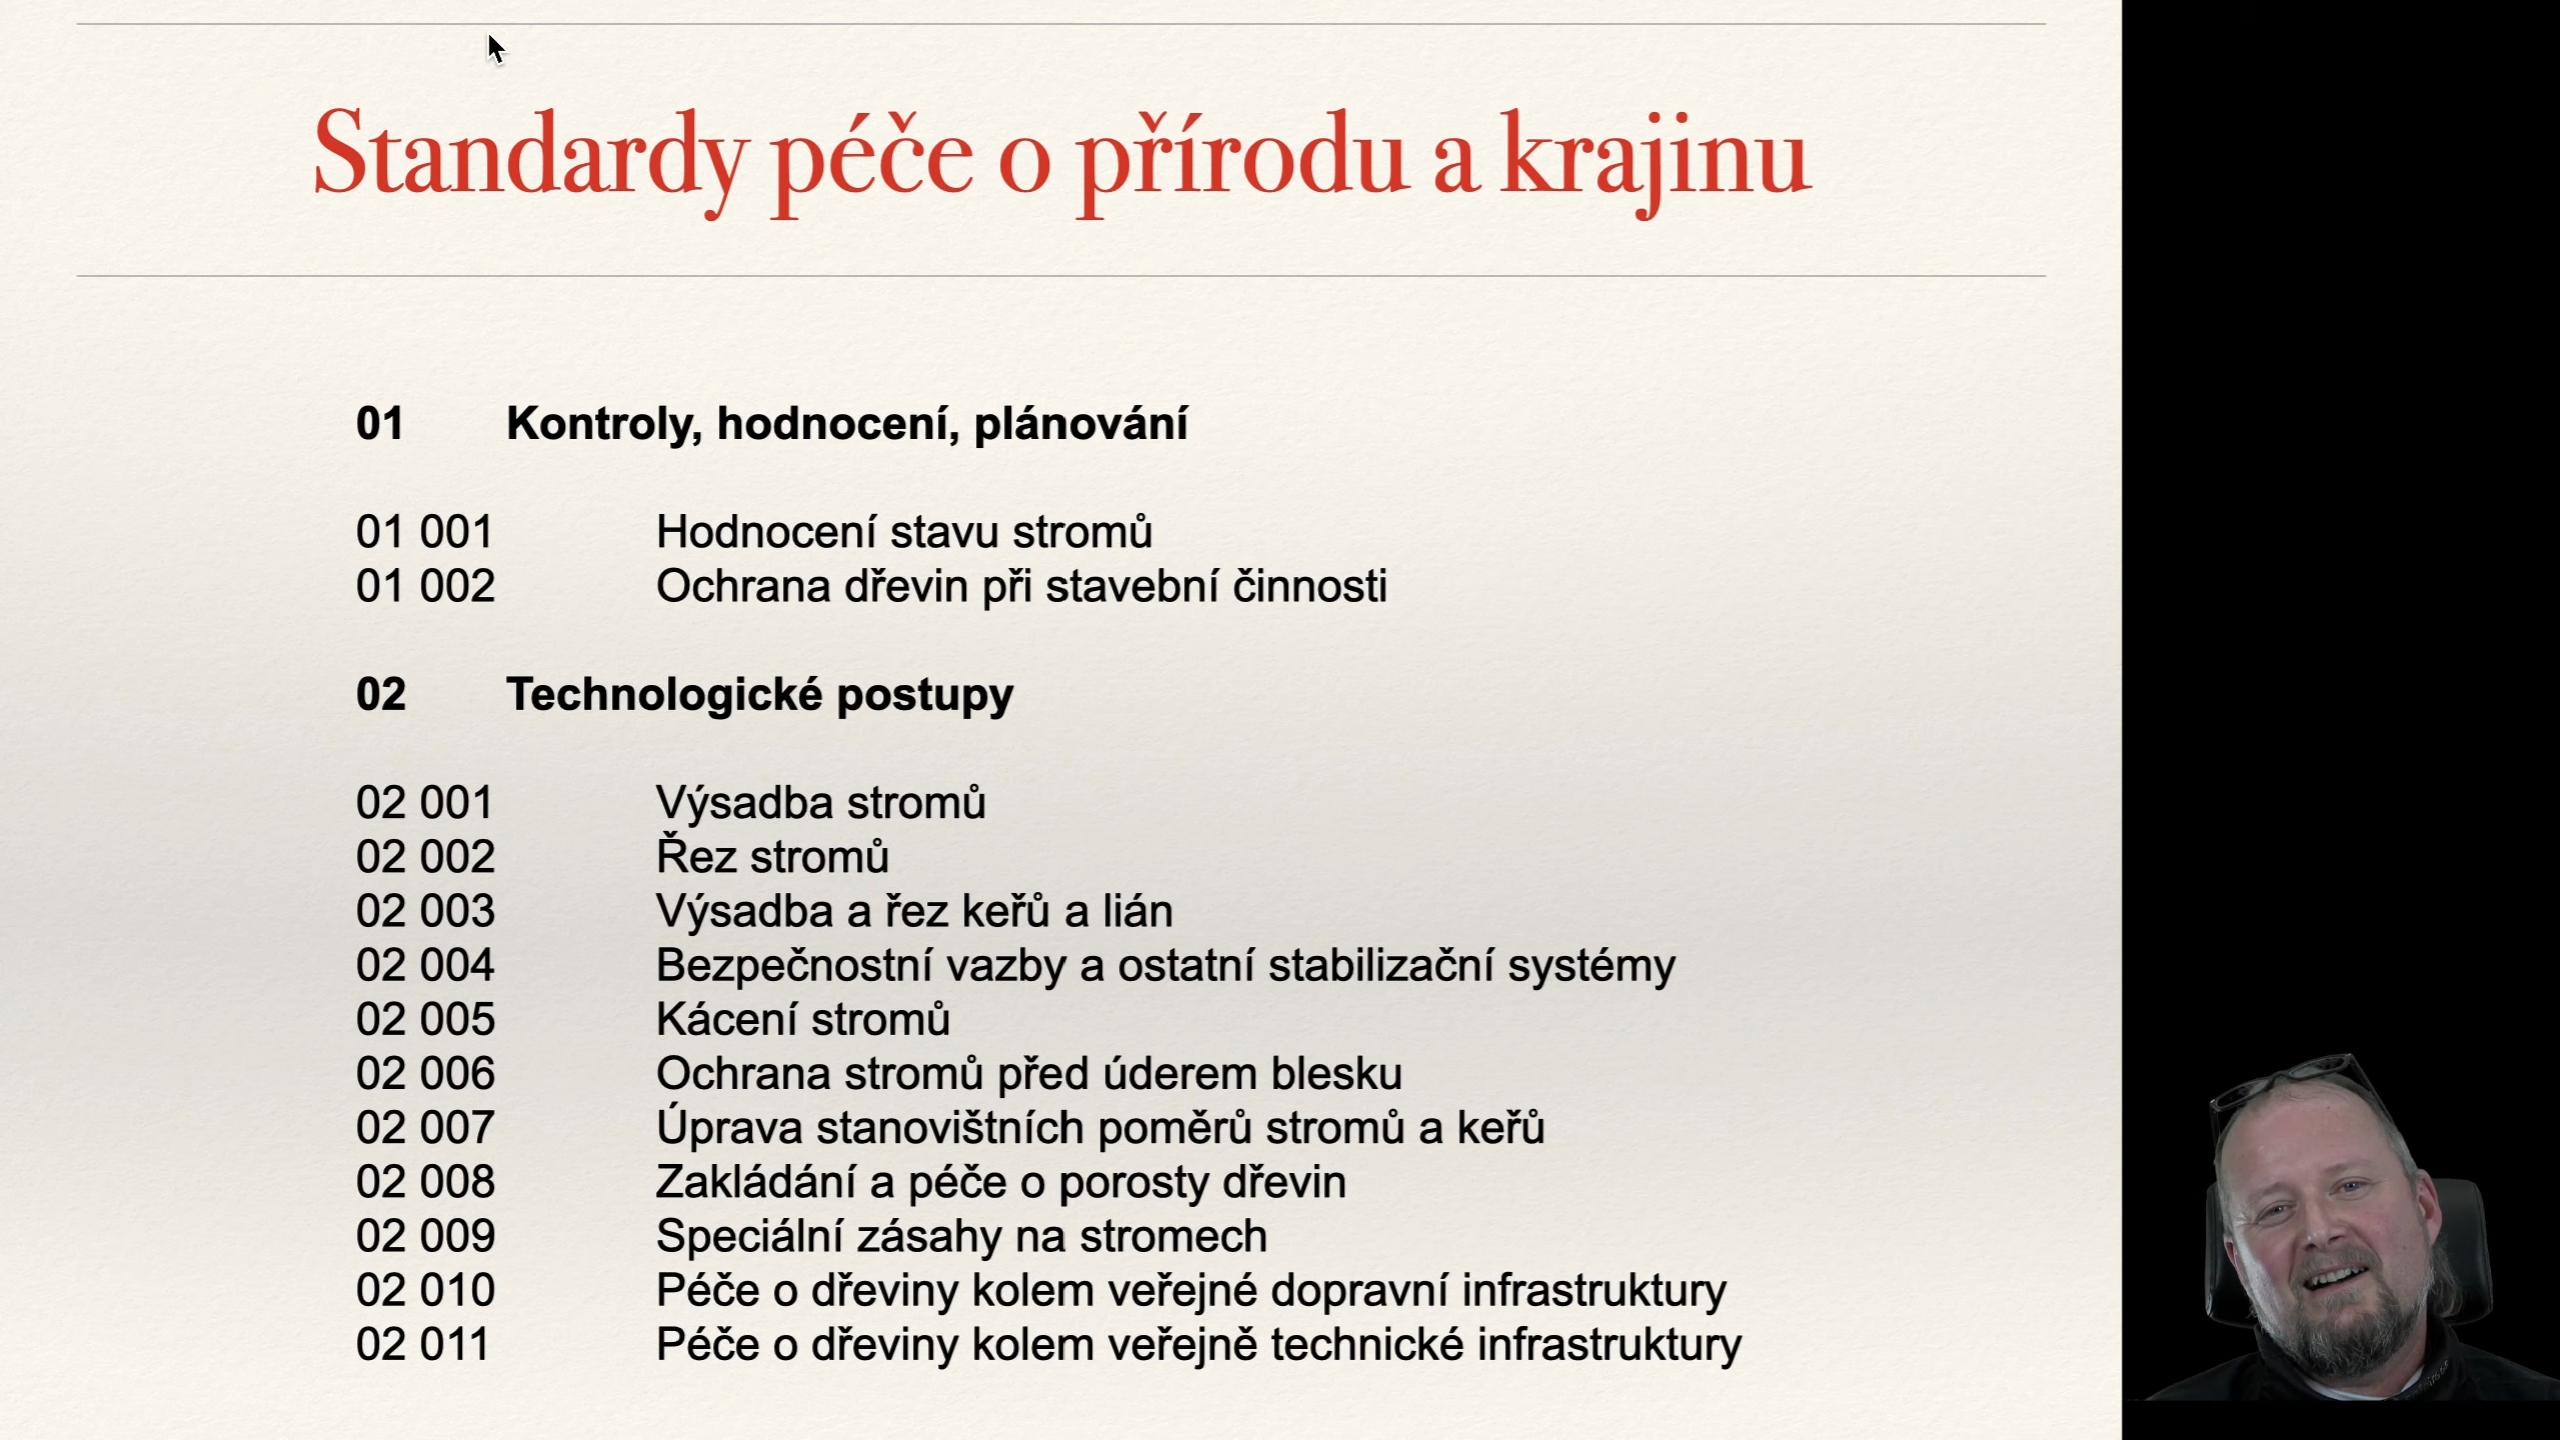 Standardy péče o přírodu a krajinu
01 Kontroly, hodnocení, plánování
01 001 Hodnocení stavu stromů
01 002 Ochrana dřevin při stavební činnosti
02 Technologické postupy
02 001 Výsadba stromů
02 002 Řez stromů
02 003 Výsadba a řez keřů a lián
02 004 Bezpečnostní vazby a ostatní stabilizační systémy
02 005 Kácení stromů
02 006 Ochrana stromů před úderem blesku
02 007 Úprava stanovištních poměrů stromů a keřů
02 008 Zakládání a péče o porosty dřevin
02 009 Speciální zásahy na stromech
02 010 Péče o dřeviny kolem veřejné dopravní infrastruktury
02 011 Péče o dřeviny kolem veřejně technické infrastruktury